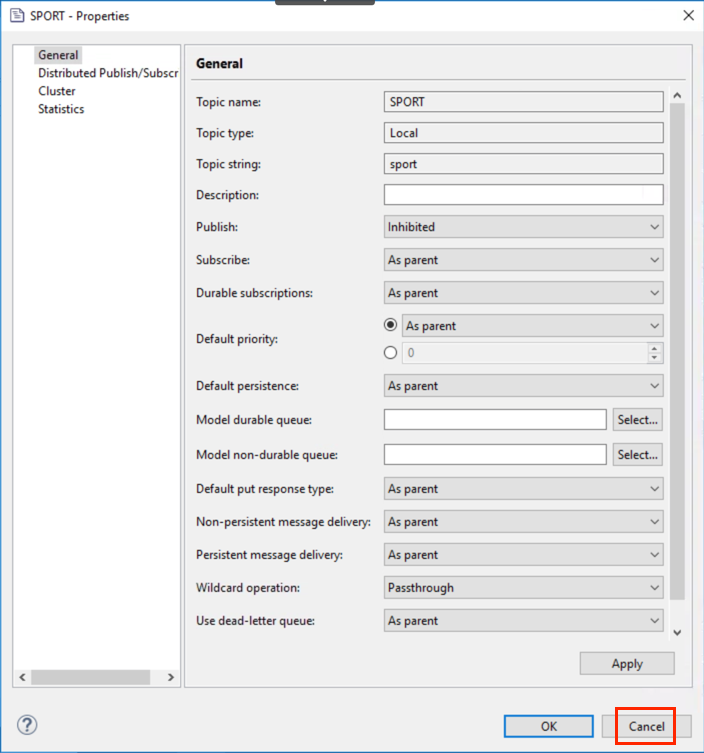 SPORT - Properties
General
Distributed Publish/Subscr
Cluster
Statistics
General
Topic name: SPORT
Topic type: Local
Topic string: sport
Description:
Publish: Inhibited
Subscribe: As parent
Durable subscriptions: As parent
Default priority: As parent
0
Default persistence: As parent
Model durable queue: Select...
Model non-durable queue: Select...
Default put response type: As parent
Non-persistent message delivery: As parent
Persistent message delivery: As parent
Wildcard operation: Passthrough
Use dead-letter queue: As parent
Apply
? OK Cancel